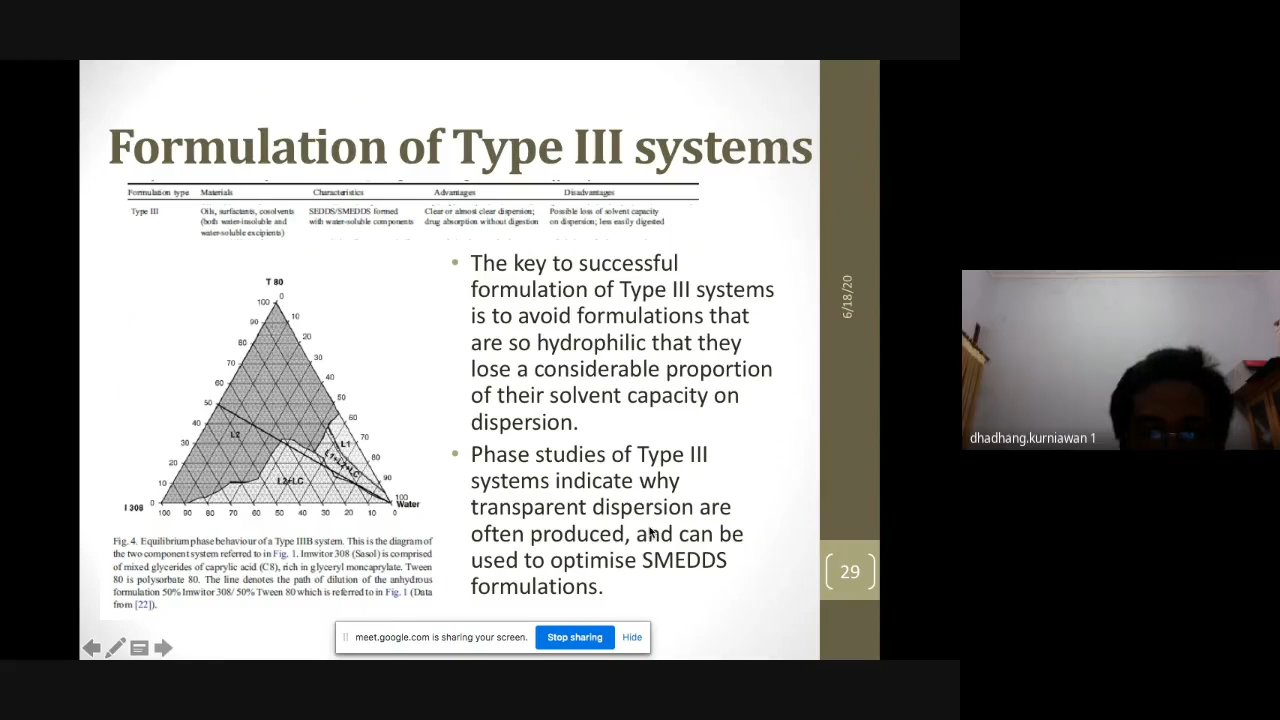 Formulation of Type III systems
Formulation type Materials Characteristics Advantages Disadvantages
Type III Oils, surfactants, cosolvents SEDDS/SMEDDS formed Clear or almost clear dispersion; Possible loss of solvent capacity
(both water-insoluble and with water-soluble components drug absorption without digestion on dispersion; less easily digested
water-soluble excipients)
• The key to successful
formulation of Type III systems
is to avoid formulations that
are so hydrophilic that they
lose a considerable proportion
of their solvent capacity on
dispersion.
• Phase studies of Type III
systems indicate why
transparent dispersion are
often produced, and can be
used to optimise SMEDDS
formulations.
T 80
100 0
90 10
80 20
70 30
60 40
50 50
40 60
30 70
20 80
10 90
0 100
L2
L1
L1+L2+LC
L2+LC
I 308
Water
100 90 80 70 60 50 40 30 20 10 0
Fig. 4. Equilibrium phase behaviour of a Type IIIB system. This is the diagram of
the two component system referred to in Fig. 1. Imwitor 308 (Sasol) is comprised
of mixed glycerides of caprylic acid (C8), rich in glyceryl moncaprylate. Tween
80 is polysorbate 80. The line denotes the path of dilution of the anhydrous
formulation 50% Imwitor 308/ 50% Tween 80 which is referred to in Fig. 1 (Data
from [22]).
6/18/20
29
meet.google.com is sharing your screen. Stop sharing Hide
dhadhang.kurniawan 1